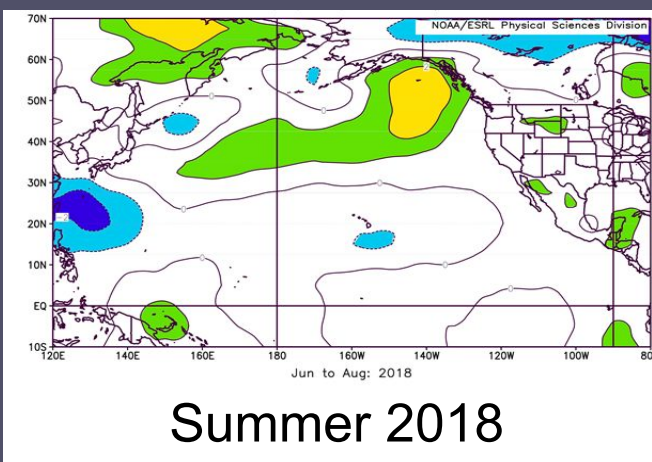 NOAA/ESRL Physical Sciences Division
70N
60N
50N
40N
30N
20N
10N
EQ
10S
120E 140E 160E 180 160W 140W 120W 100W 80
Jun to Aug: 2018
Summer 2018